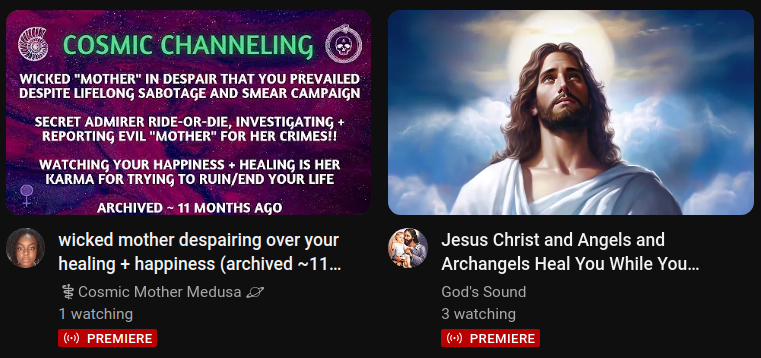 COSMIC CHANNELING
WICKED "MOTHER" IN DESPAIR THAT YOU PREVAILED
DESPITE LIFELONG SABOTAGE AND SMEAR CAMPAIGN
SECRET ADMIRER RIDE-OR-DIE, INVESTIGATING +
REPORTING EVIL "MOTHER" FOR HER CRIMES!!
WATCHING YOUR HAPPINESS + HEALING IS HER
KARMA FOR TRYING TO RUIN/END YOUR LIFE
ARCHIVED ~ 11 MONTHS AGO
wicked mother despairing over your
healing + happiness (archived ~11...
⚕ Cosmic Mother Medusa 🪐
1 watching
PREMIERE
Jesus Christ and Angels and
Archangels Heal You While You...
God's Sound
3 watching
PREMIERE